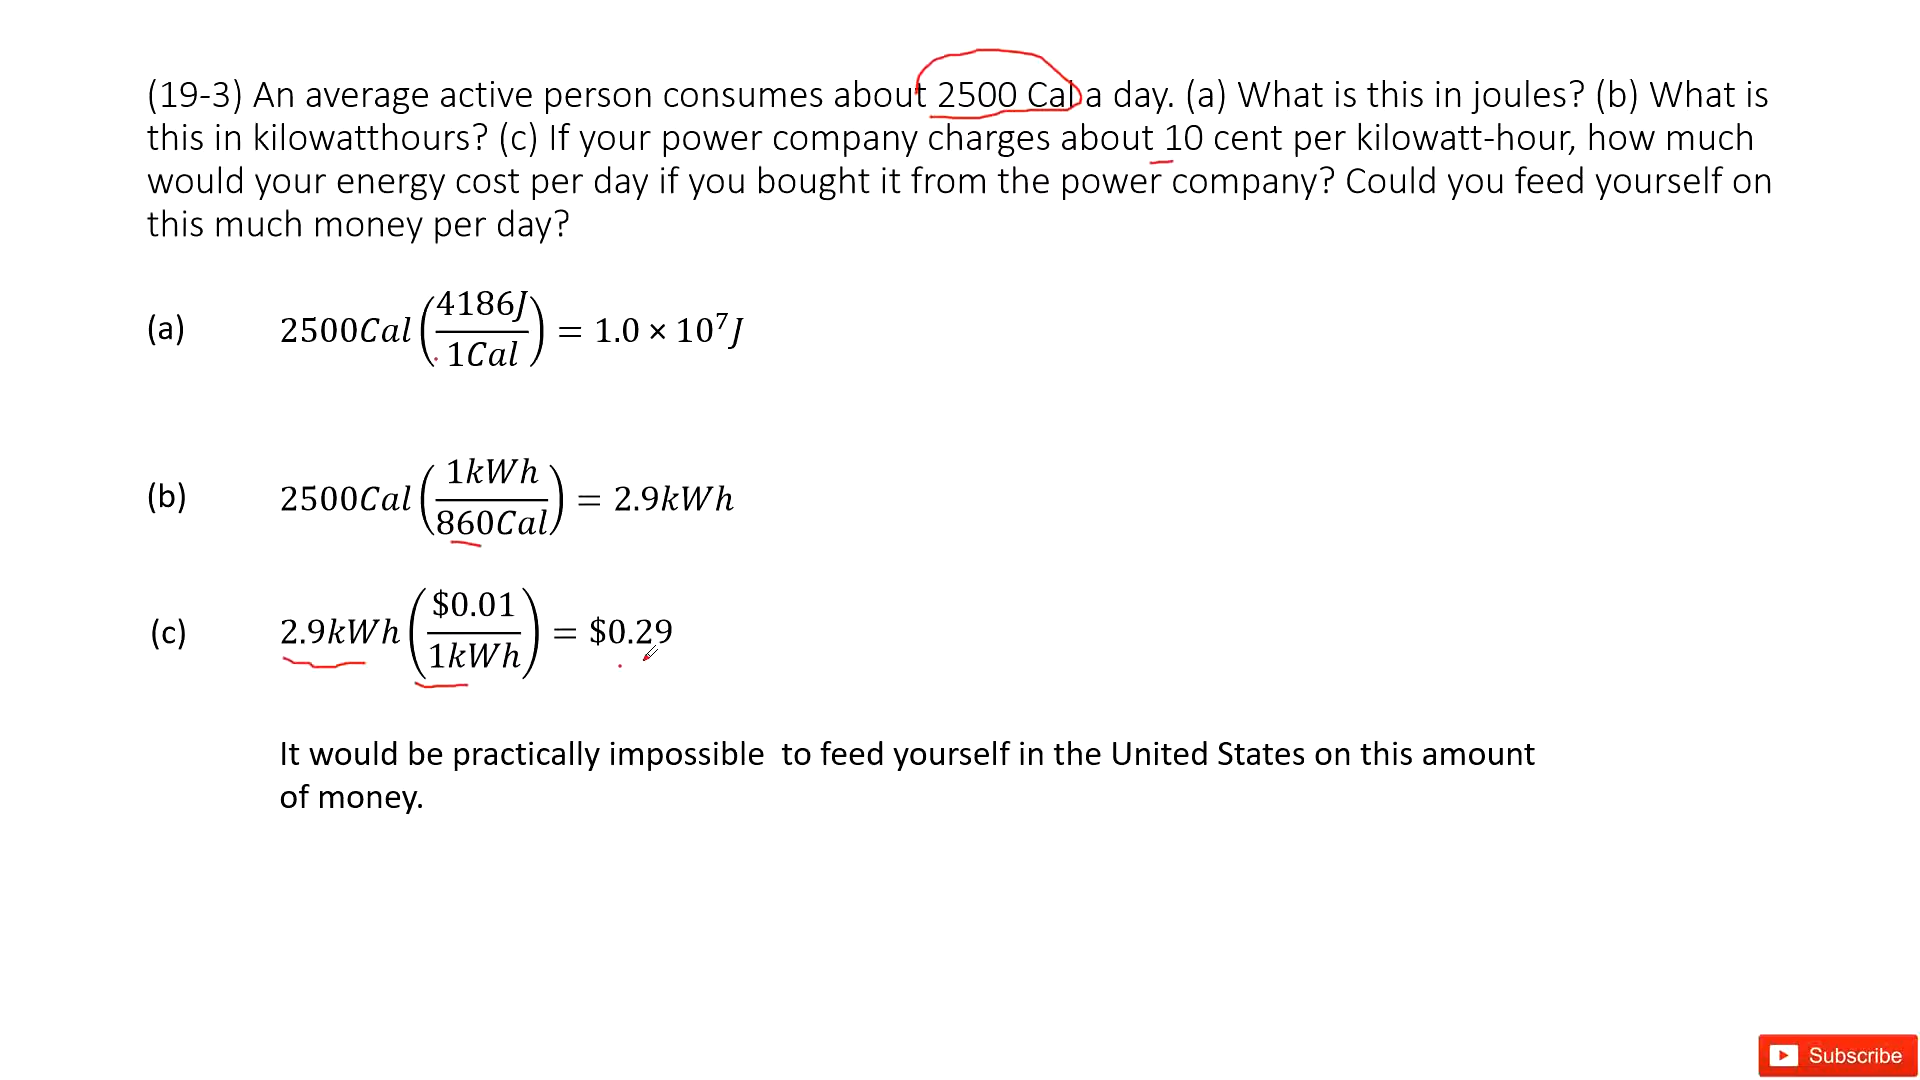 (19-3) An average active person consumes about 2500 Cal a day. (a) What is this in joules? (b) What is
this in kilowatthours? (c) If your power company charges about 10 cent per kilowatt-hour, how much
would your energy cost per day if you bought it from the power company? Could you feed yourself on
this much money per day?
(a) 2500Cal (4186J / 1Cal) = 1.0 × 10⁷J
(b) 2500Cal (1kWh / 860Cal) = 2.9kWh
(c) 2.9kWh ($0.01 / 1kWh) = $0.29
It would be practically impossible to feed yourself in the United States on this amount
of money.
Subscribe